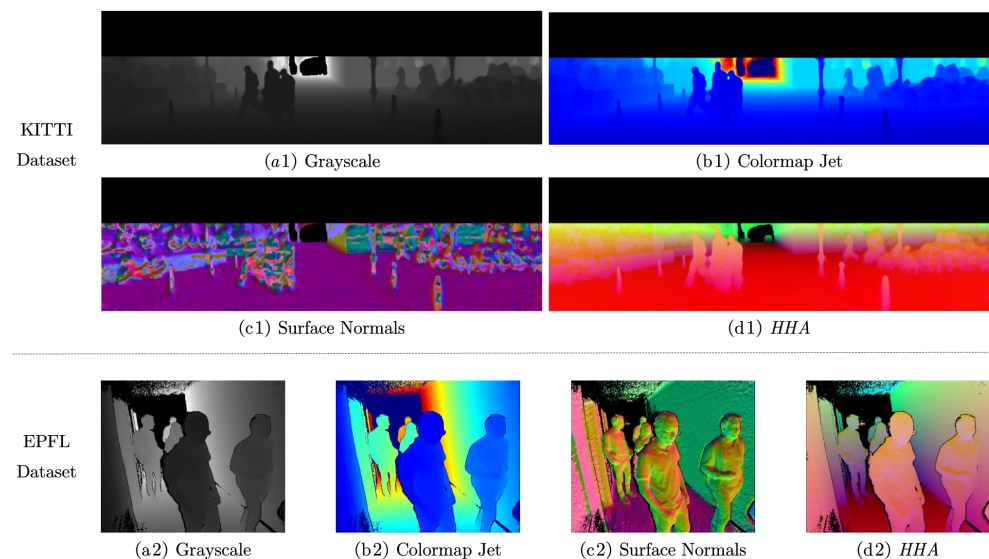 (a1) Grayscale
(b1) Colormap Jet
KITTI
Dataset
(c1) Surface Normals
(d1) HHA
EPFL
Dataset
(a2) Grayscale
(b2) Colormap Jet
(c2) Surface Normals
(d2) HHA